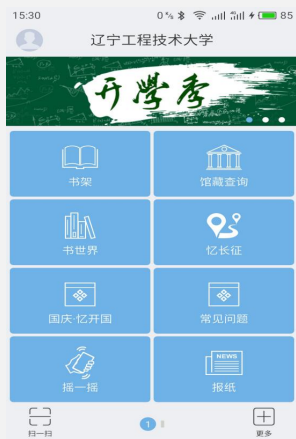 15:30 0% 85
辽宁工程技术大学
开學季
书架 馆藏查询
书世界 忆长征
国庆·忆开国 常见问题
NEWS
摇一摇 报纸
扫一扫 1 更多